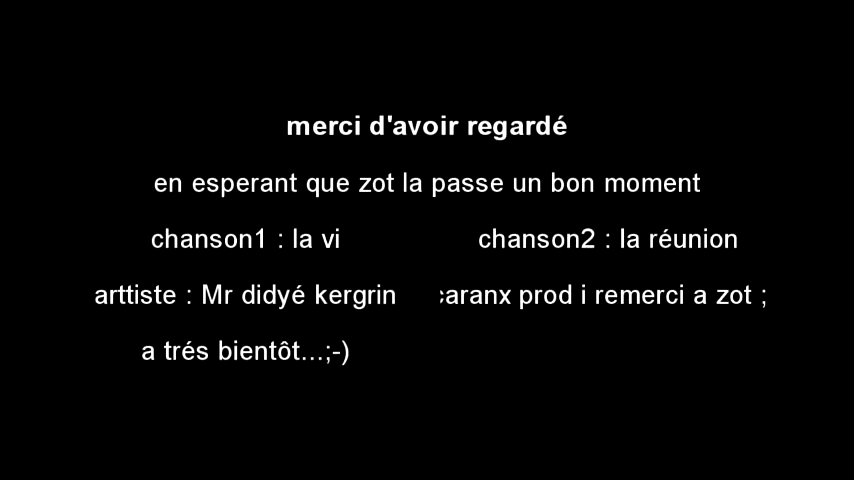 merci d'avoir regardé
en esperant que zot la passe un bon moment
chanson1 : la vi chanson2 : la réunion
arttiste : Mr didyé kergrin caranx prod i remerci a zot ;
a trés bientôt...;-)